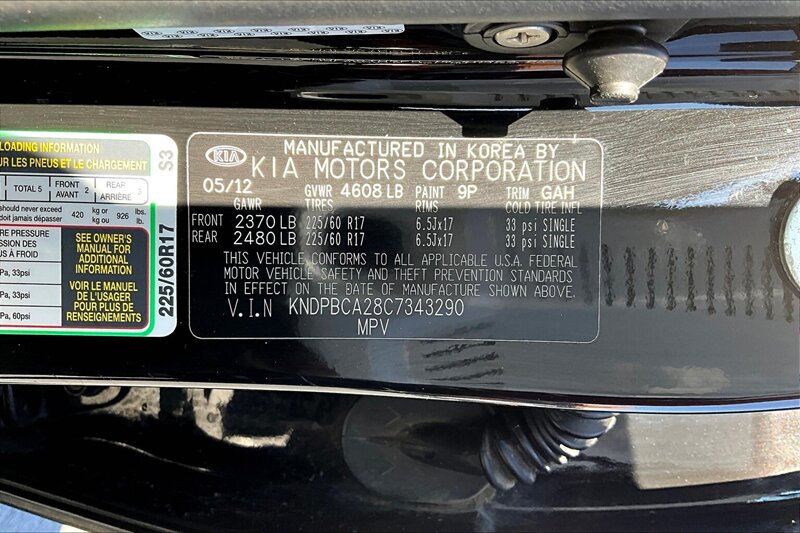 LOADING INFORMATION
UR LES PNEUS ET LE CHARGEMENT
TOTAL 5 FRONT AVANT 2 REAR ARRIÈRE 3
should never exceed
jamais dépasser 420 kg or kg ou 926 lbs. lb.
E PRESSURE
ESSION DES
US À FROID
Pa, 33psi
Pa, 33psi
Pa, 60psi
SEE OWNER'S
MANUAL FOR
ADDITIONAL
INFORMATION
VOIR LE MANUEL
DE L'USAGER
POUR PLUS DE
RENSEIGNEMENTS
S3
225/60R17
KIA
MANUFACTURED IN KOREA BY
KIA MOTORS CORPORATION
05/12 GVWR 4608 LB PAINT 9P TRIM GAH
GAWR TIRES RIMS COLD TIRE INFL
FRONT 2370 LB 225/60 R17 6.5Jx17 33 psi SINGLE
REAR 2480 LB 225/60 R17 6.5Jx17 33 psi SINGLE
THIS VEHICLE CONFORMS TO ALL APPLICABLE U.S.A. FEDERAL
MOTOR VEHICLE SAFETY AND THEFT PREVENTION STANDARDS
IN EFFECT ON THE DATE OF MANUFACTURE SHOWN ABOVE.
V.I.N KNDPBCA28C7343290
MPV